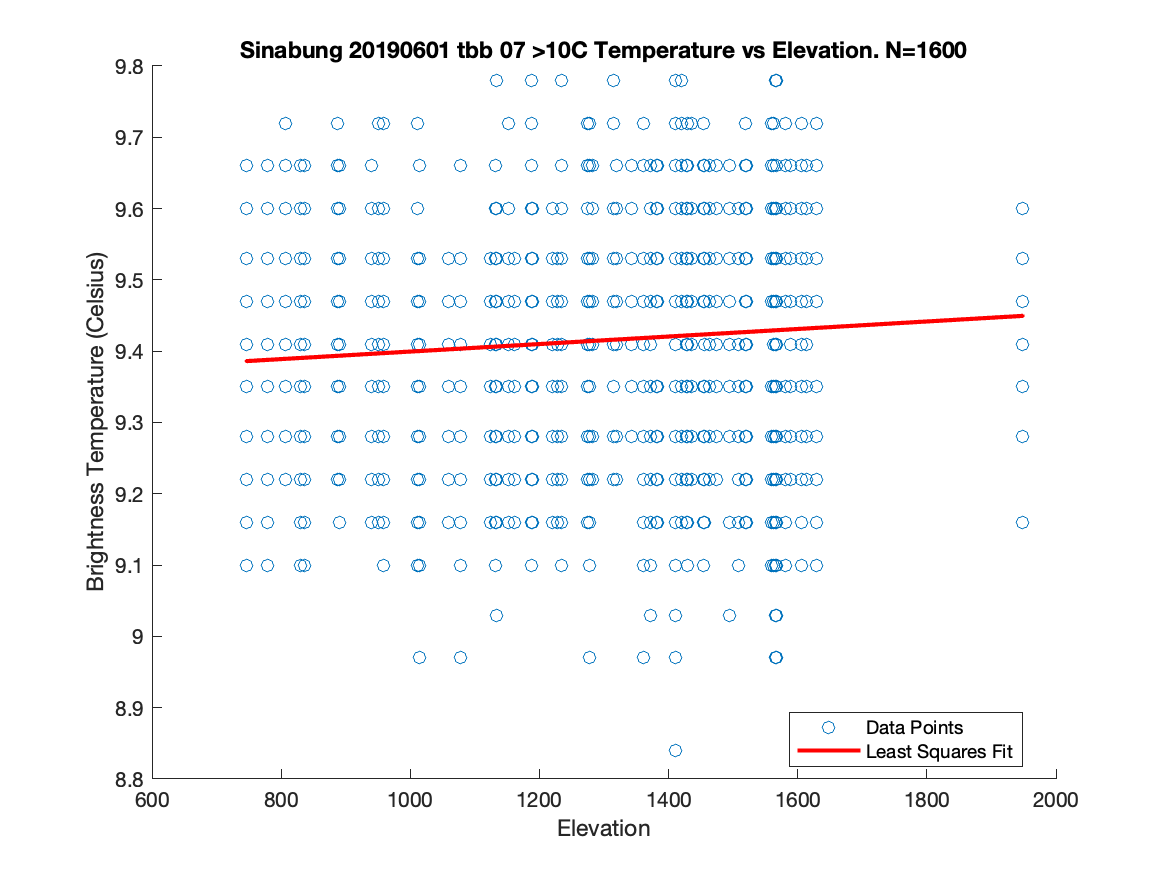 Sinabung 20190601 tbb 07 >10C Temperature vs Elevation. N=1600
9.8
9.7
9.6
9.5
9.4
9.3
9.2
9.1
9
8.9
8.8
Brightness Temperature (Celsius)
Data Points
Least Squares Fit
600 800 1000 1200 1400 1600 1800 2000
Elevation